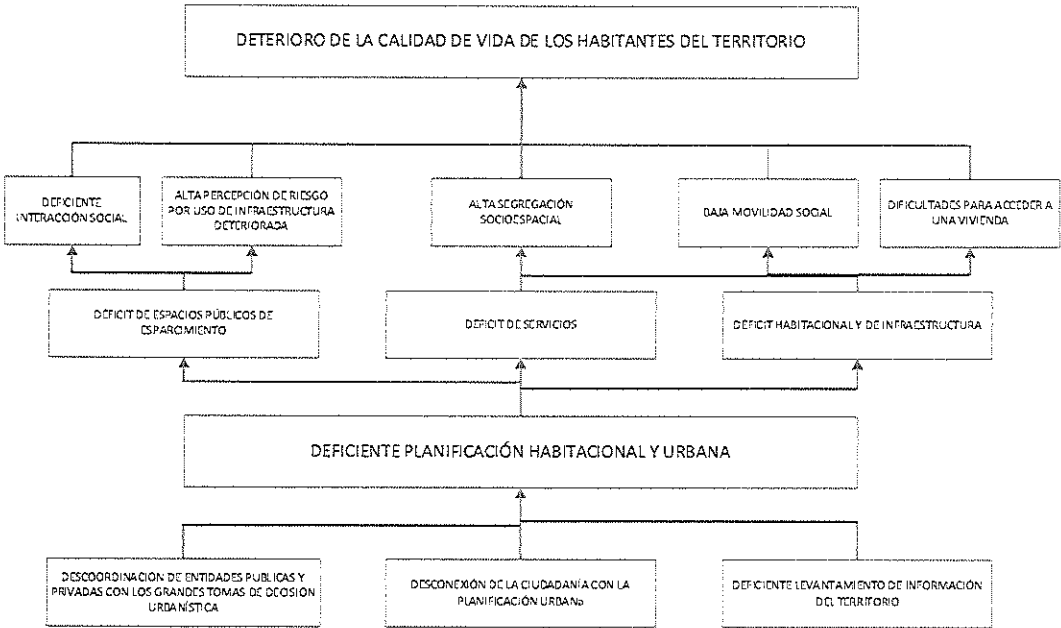 DETERIORO DE LA CALIDAD DE VIDA DE LOS HABITANTES DEL TERRITORIO
DEFICIENTE
INTERACCIÓN SOCIAL
ALTA PERCEPCIÓN DE RIESGO
POR USO DE INFRAESTRUCTURA
DETERIORADA
ALTA SEGREGACIÓN
SOCIOESPACIAL
BAJA MOVILIDAD SOCIAL
DIFICULTADES PARA ACCEDER A
UNA VIVIENDA
DÉFICIT DE ESPACIOS PÚBLICOS DE
ESPARCIMIENTO
DÉFICIT DE SERVICIOS
DÉFICIT HABITACIONAL Y DE INFRAESTRUCTURA
DEFICIENTE PLANIFICACIÓN HABITACIONAL Y URBANA
DESCOORDINACIÓN DE ENTIDADES PUBLICAS Y
PRIVADAS CON LOS GRANDES TOMAS DE DECISIÓN
URBANÍSTICA
DESCONEXIÓN DE LA CIUDADANÍA CON LA
PLANIFICACIÓN URBANa
DEFICIENTE LEVANTAMIENTO DE INFORMACIÓN
DEL TERRITORIO